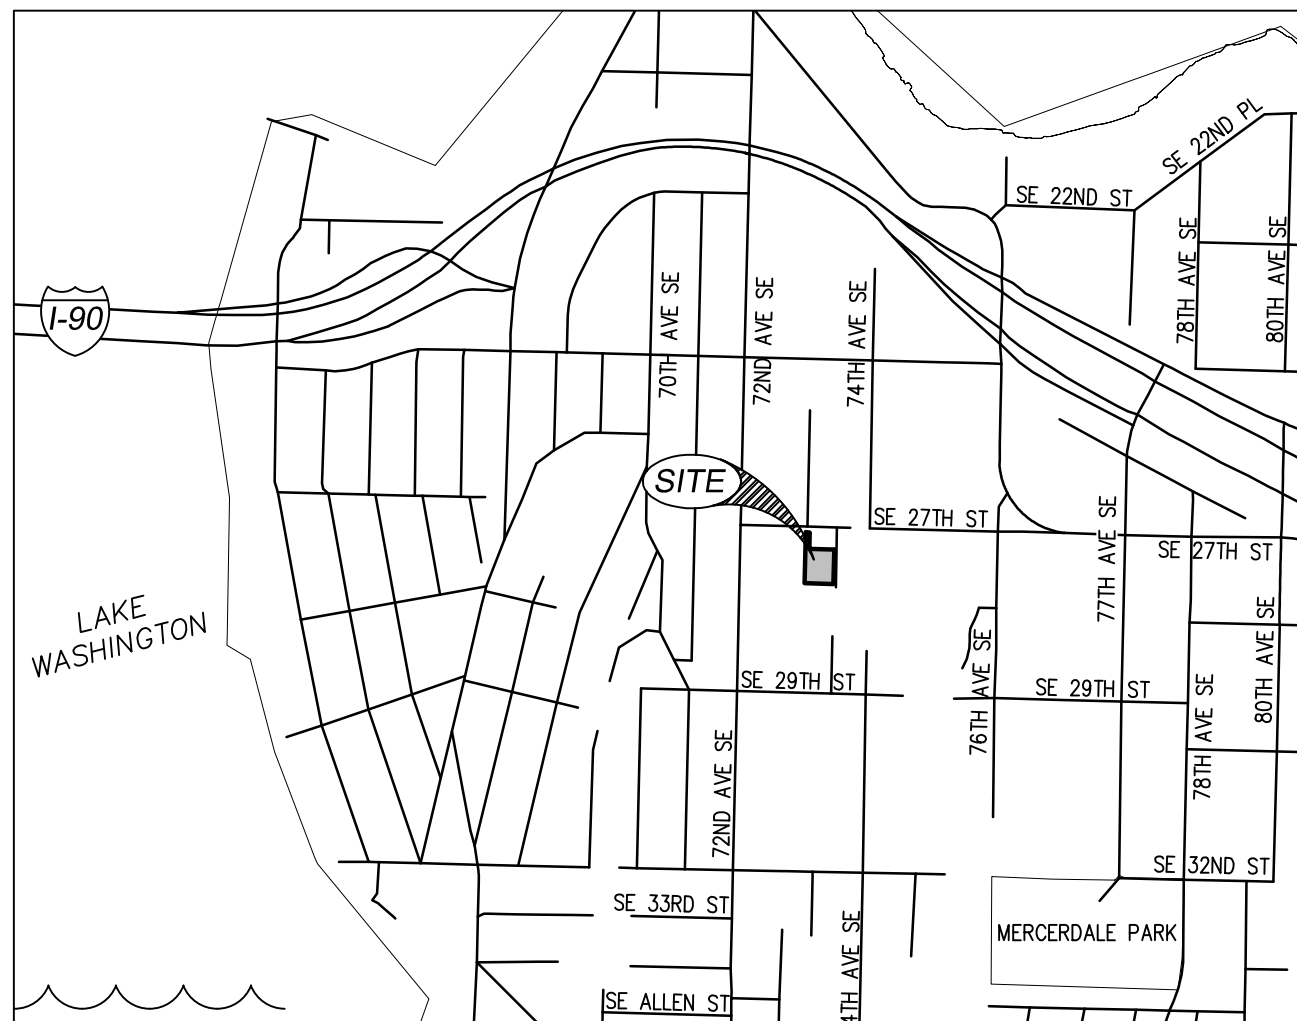 SE 22ND PL
SE 22ND ST
78TH AVE SE
80TH AVE SE
I-90
70TH AVE SE
72ND AVE SE
74TH AVE SE
SITE
SE 27TH ST
77TH AVE SE
SE 27TH ST
LAKE
WASHINGTON
76TH AVE SE
80TH AVE SE
SE 29TH ST
SE 29TH ST
78TH AVE SE
72ND AVE SE
SE 32ND ST
SE 33RD ST
4TH AVE SE
MERCERDALE PARK
SE ALLEN ST